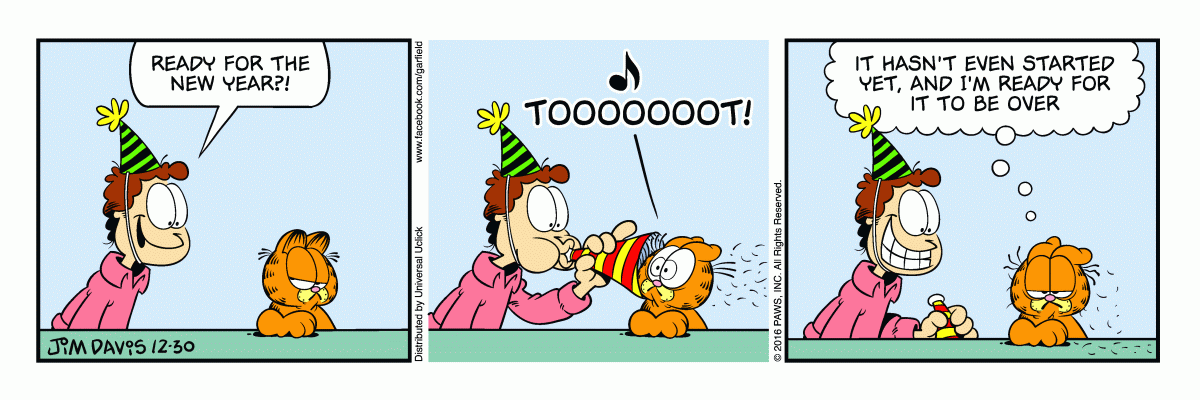 READY FOR THE
NEW YEAR?!
JIM DAVIS 12-30
www.facebook.com/garfield
Distributed by Universal Uclick
TOOOOOOOT!
© 2016 PAWS, INC. All Rights Reserved.
IT HASN'T EVEN STARTED
YET, AND I'M READY FOR
IT TO BE OVER